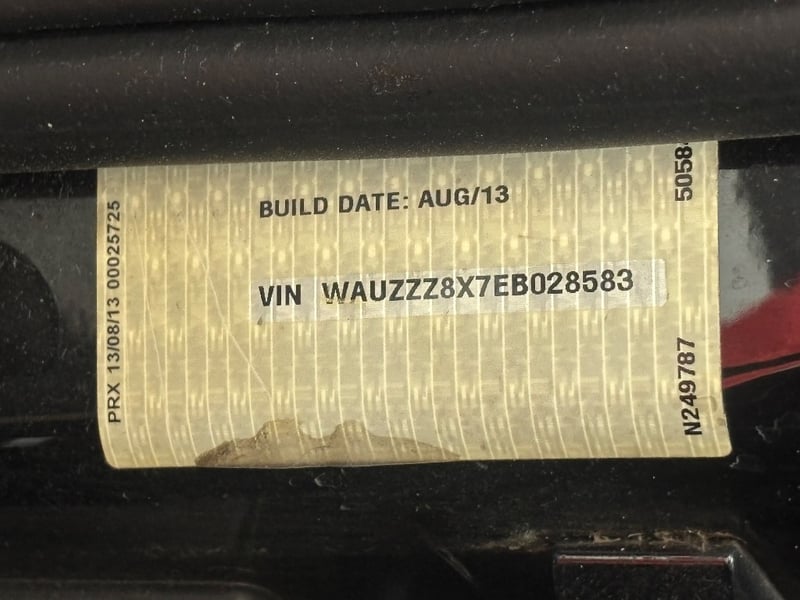 BUILD DATE: AUG/13
VIN WAUZZZ8X7EB028583
PRX 13/08/13 00025725
N249787
5058